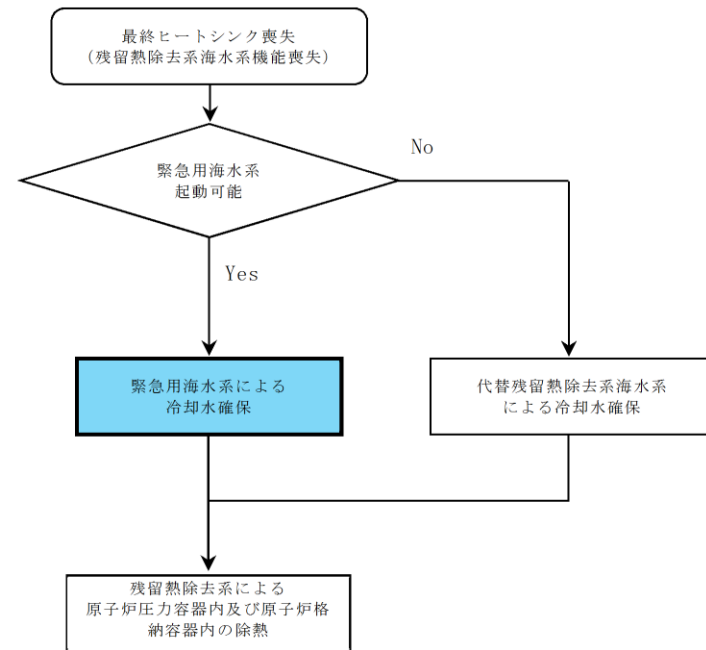 最終ヒートシンク喪失
（残留熱除去系海水系機能喪失）
緊急用海水系
起動可能
No
Yes
緊急用海水系による
冷却水確保
代替残留熱除去系海水系
による冷却水確保
残留熱除去系による
原子炉圧力容器内及び原子炉格
納容器内の除熱